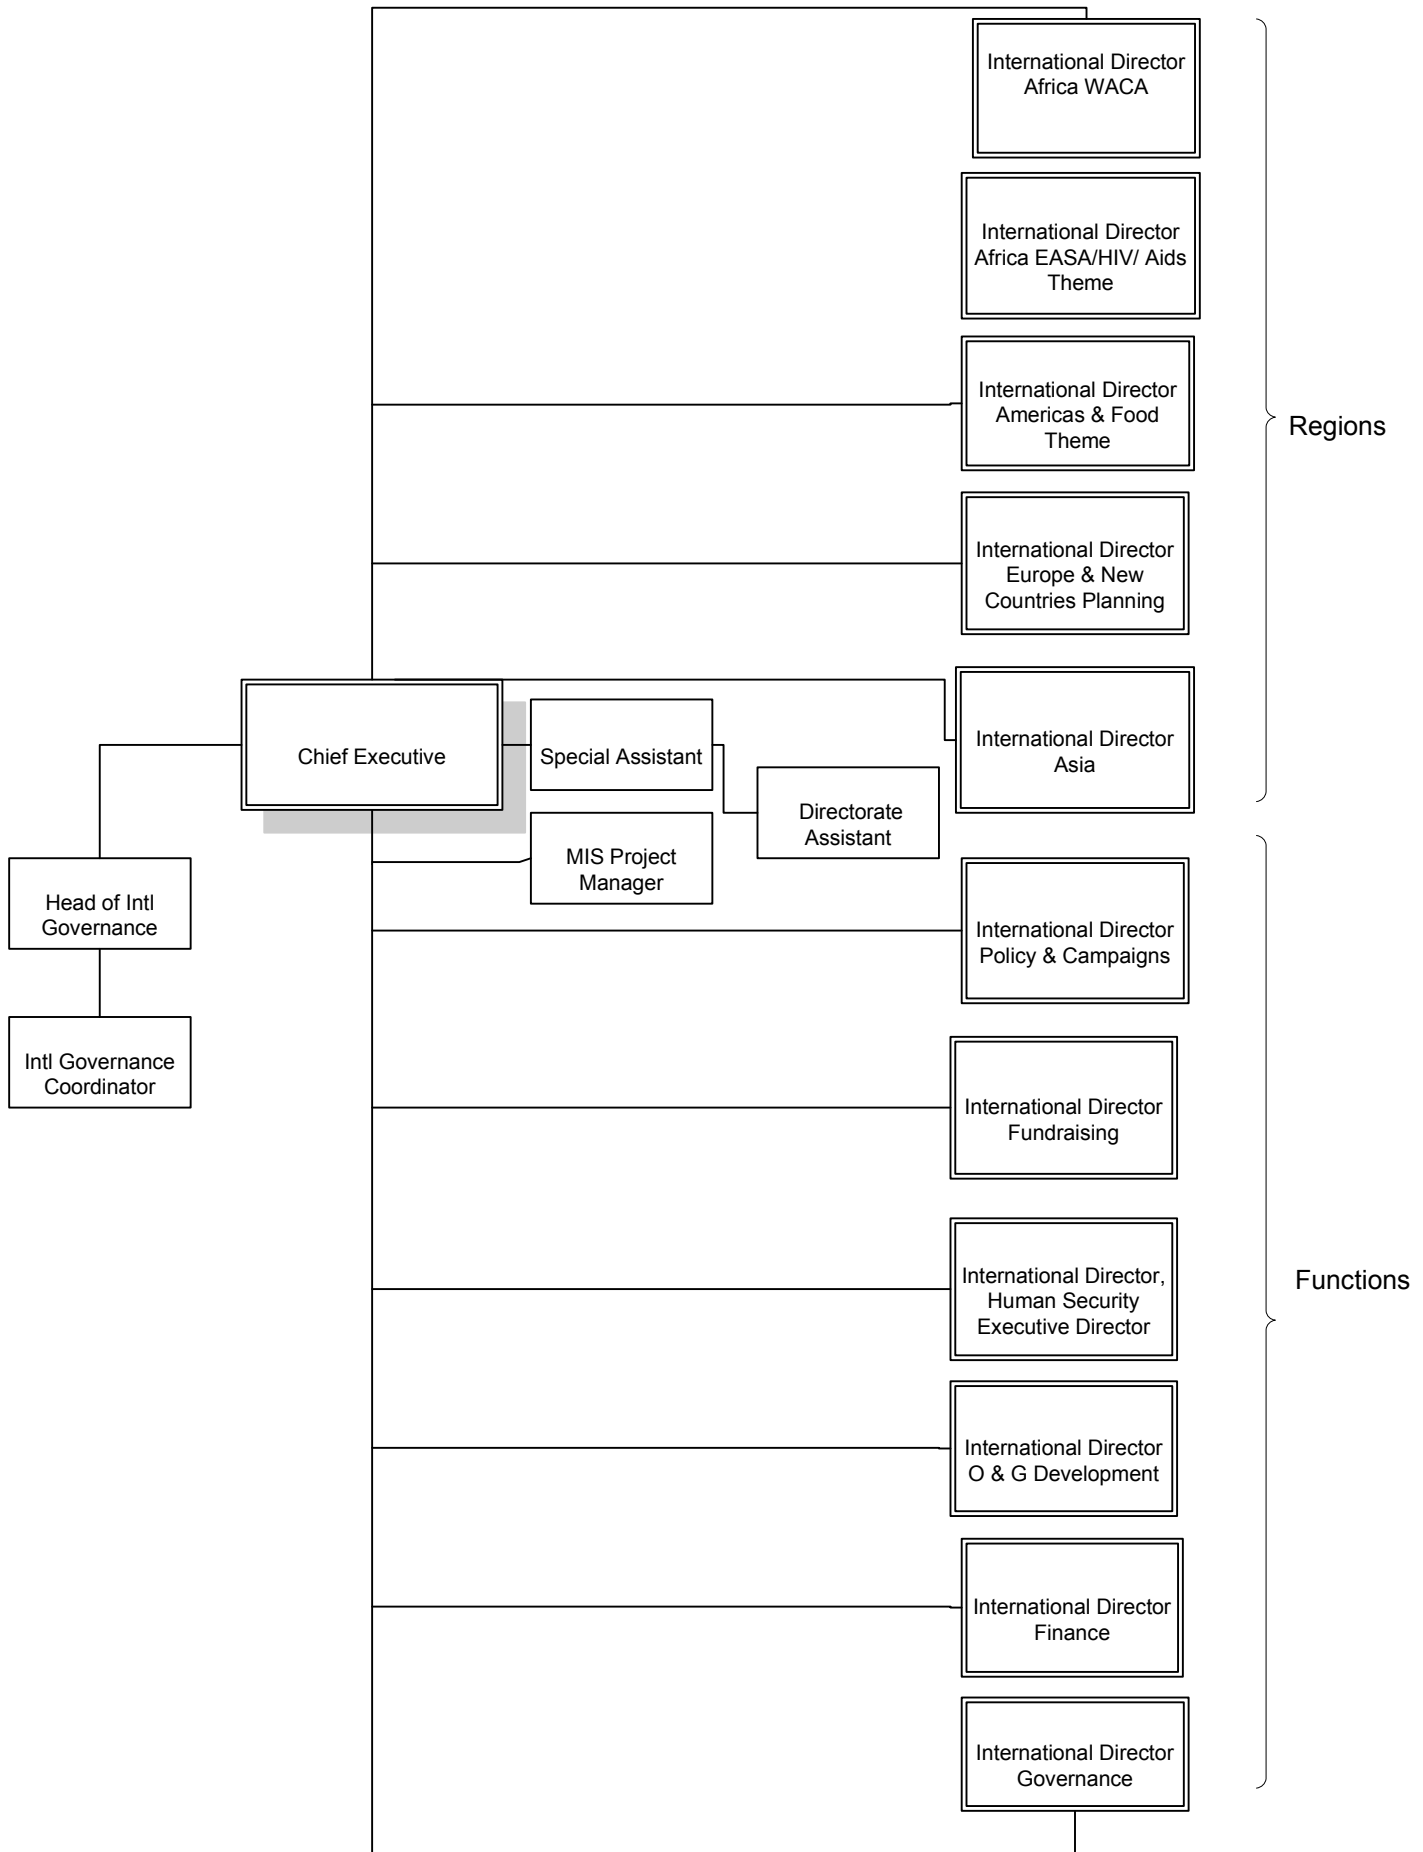 International Director
Africa WACA
International Director
Africa EASA/HIV/ Aids
Theme
International Director
Americas & Food
Theme
Regions
International Director
Europe & New
Countries Planning
Chief Executive
Special Assistant
International Director
Asia
Directorate
Assistant
MIS Project
Manager
Head of Intl
Governance
International Director
Policy & Campaigns
Intl Governance
Coordinator
International Director
Fundraising
International Director,
Human Security
Executive Director
Functions
International Director
O & G Development
International Director
Finance
International Director
Governance